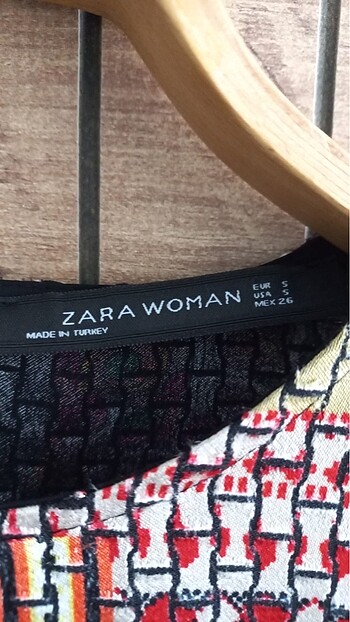 ZARA WOMAN
EUR S
USA S
MEX 26
MADE IN TURKEY